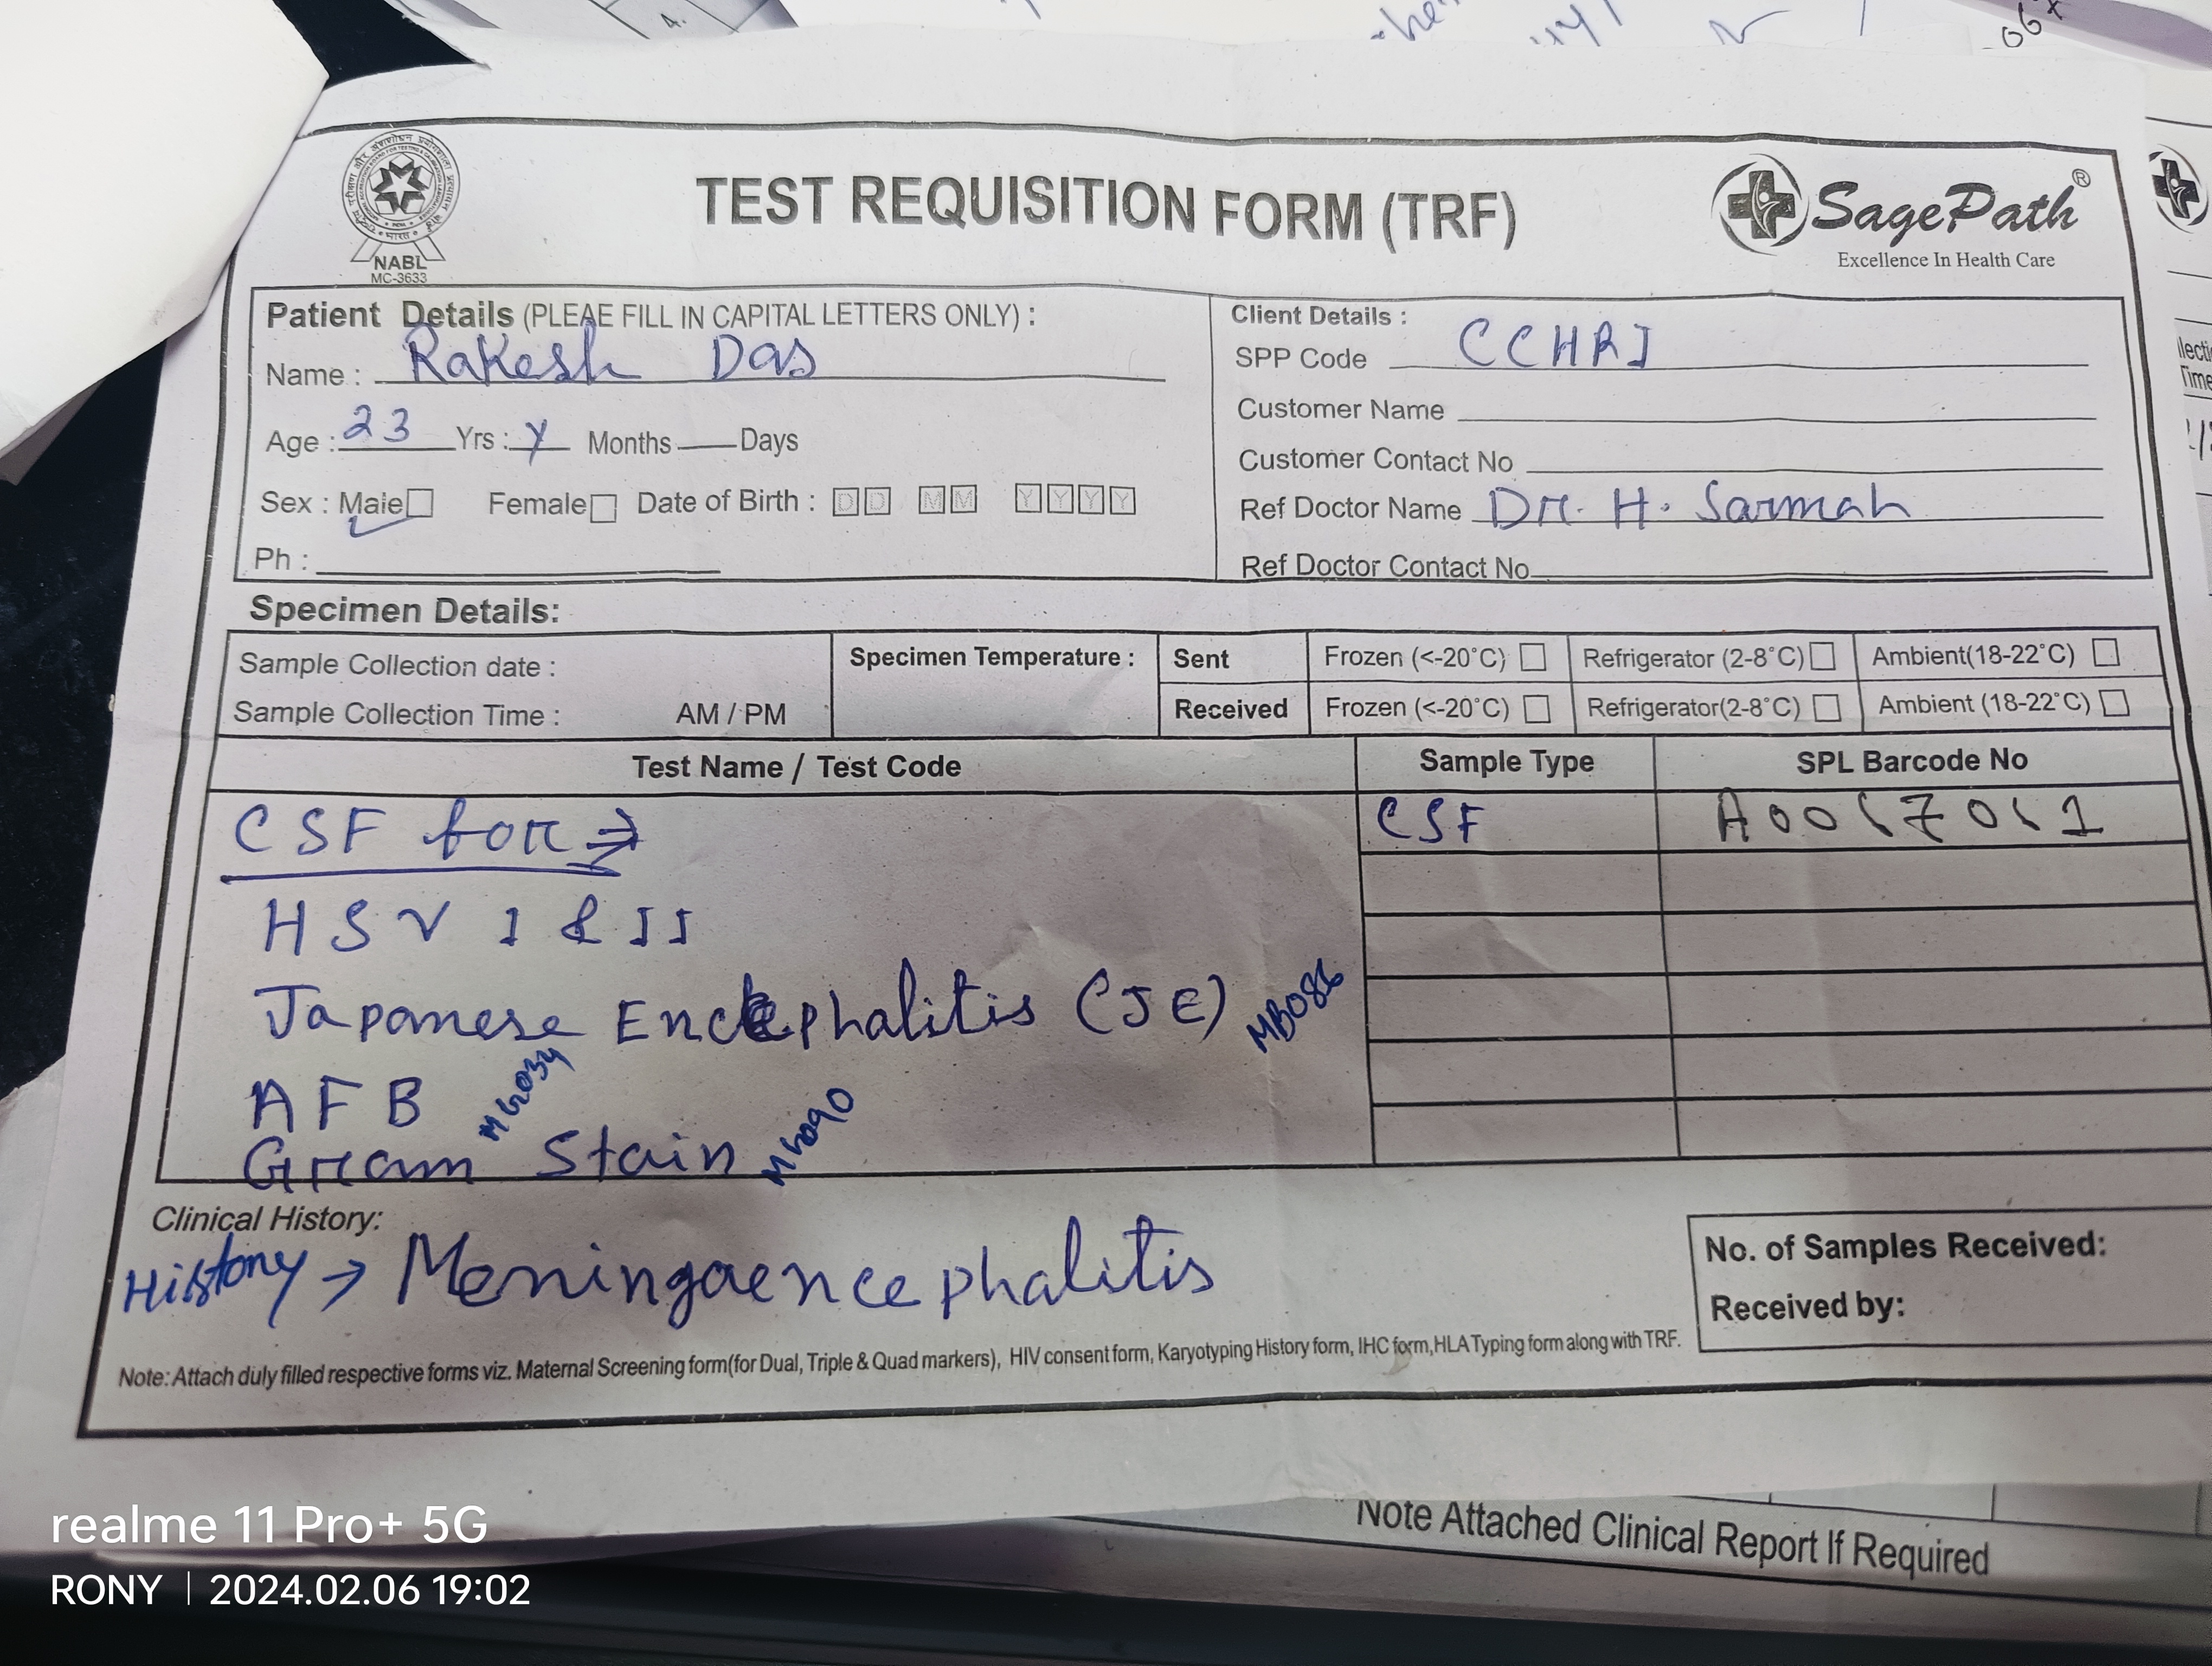 TEST REQUISITION FORM (TRF)
NABL
MC-3633
SagePath®
Excellence In Health Care
Patient Details (PLEAE FILL IN CAPITAL LETTERS ONLY) :
Name : Rakesh Das
Age : 23 Yrs : y Months Days
Sex : Male Female Date of Birth : DD MM YYYY
Ph :
Client Details :
SPP Code CCHRI
Customer Name
Customer Contact No
Ref Doctor Name Dr. H. Sarmah
Ref Doctor Contact No
Specimen Details:
Sample Collection date :
Sample Collection Time : AM / PM
Specimen Temperature :
Sent Frozen (<-20°C) Refrigerator (2-8°C) Ambient(18-22°C)
Received Frozen (<-20°C) Refrigerator(2-8°C) Ambient (18-22°C)
Test Name / Test Code Sample Type SPL Barcode No
CSF for → CSF
HSV I & II
Japanese Encephalitis (JE) MB086
AFB MG034
Gram Stain MG090
Clinical History:
History → Meningaencephalitis
No. of Samples Received:
Received by:
Note: Attach duly filled respective forms viz. Maternal Screening form(for Dual, Triple & Quad markers), HIV consent form, Karyotyping History form, IHC form,HLA Typing form along with TRF.
Note Attached Clinical Report If Required
realme 11 Pro+ 5G
RONY | 2024.02.06 19:02